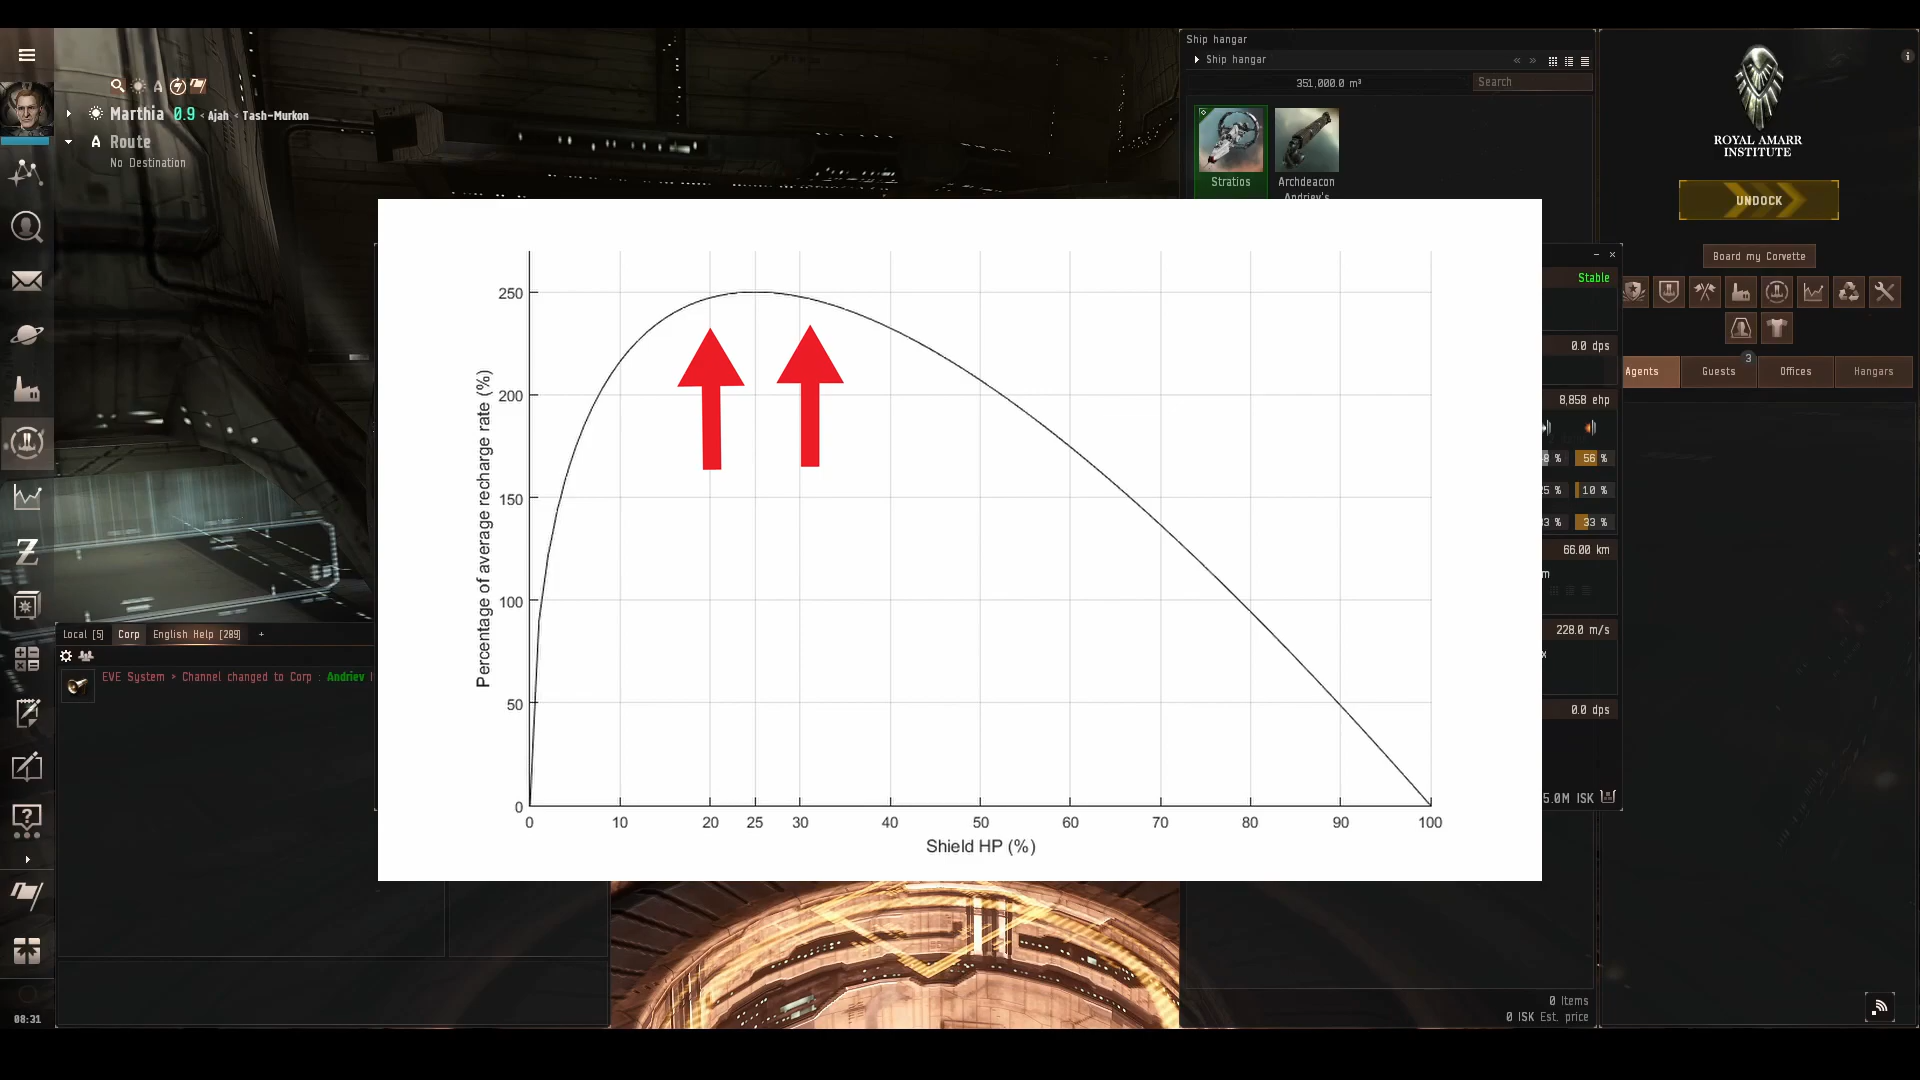 Marthia 0.9 < Ajah < Tash-Murkon
A Route
No Destination
Ship hangar
Ship hangar
351,000.0 m³
Search
Stratios
Archdeacon
Andriev's
ROYAL AMARR
INSTITUTE
UNDOCK
Board my Corvette
3
Agents
Guests
Offices
Hangars
Stable
0.0 dps
8,858 ehp
56 %
10 %
33 %
66.00 km
228.0 m/s
0.0 dps
5.0M ISK
Percentage of average recharge rate (%)
250
200
150
100
50
0
0 10 20 25 30 40 50 60 70 80 90 100
Shield HP (%)
Local [5]
Corp
English Help [289]
+
EVE System > Channel changed to Corp : Andriev
0 Items
0 ISK Est. price
08:31